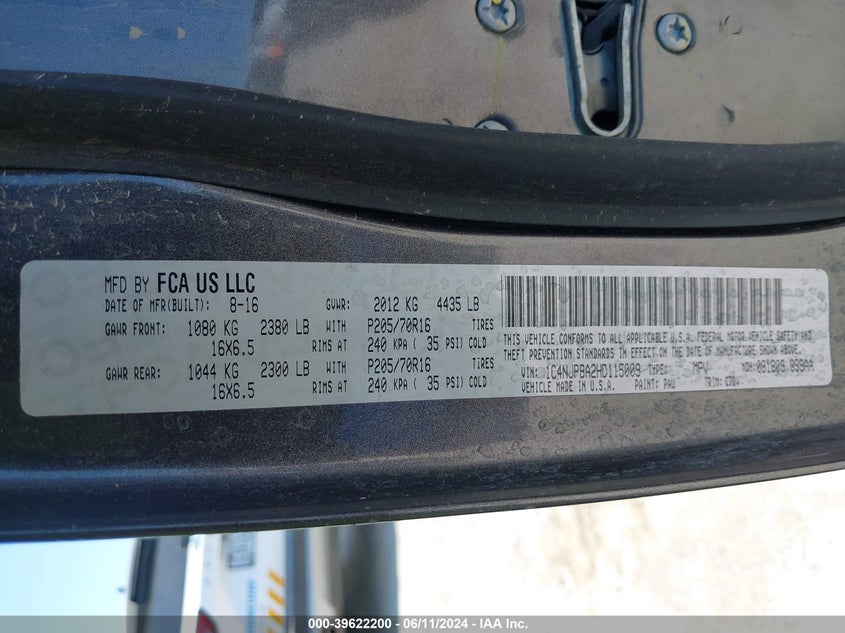 MFD BY FCA US LLC
DATE OF MFR(BUILT): 8-16 GVWR: 2012 KG 4435 LB
GAWR FRONT: 1080 KG 2380 LB WITH P205/70R16 TIRES
16X6.5 RIMS AT 240 KPA ( 35 PSI) COLD
GAWR REAR: 1044 KG 2300 LB WITH P205/70R16 TIRES
16X6.5 RIMS AT 240 KPA ( 35 PSI) COLD
THIS VEHICLE CONFORMS TO ALL APPLICABLE U.S.A. FEDERAL MOTOR VEHICLE SAFETY AND
THEFT PREVENTION STANDARDS IN EFFECT ON THE DATE OF MANUFACTURE SHOWN ABOVE.
VIN: 1C4NJPBA2HD115009 TYPE: MPV MDH: 081809
VEHICLE MADE IN U.S.A. PAINT: PAU TRIM:
000-39622200 - 06/11/2024 - IAA Inc.